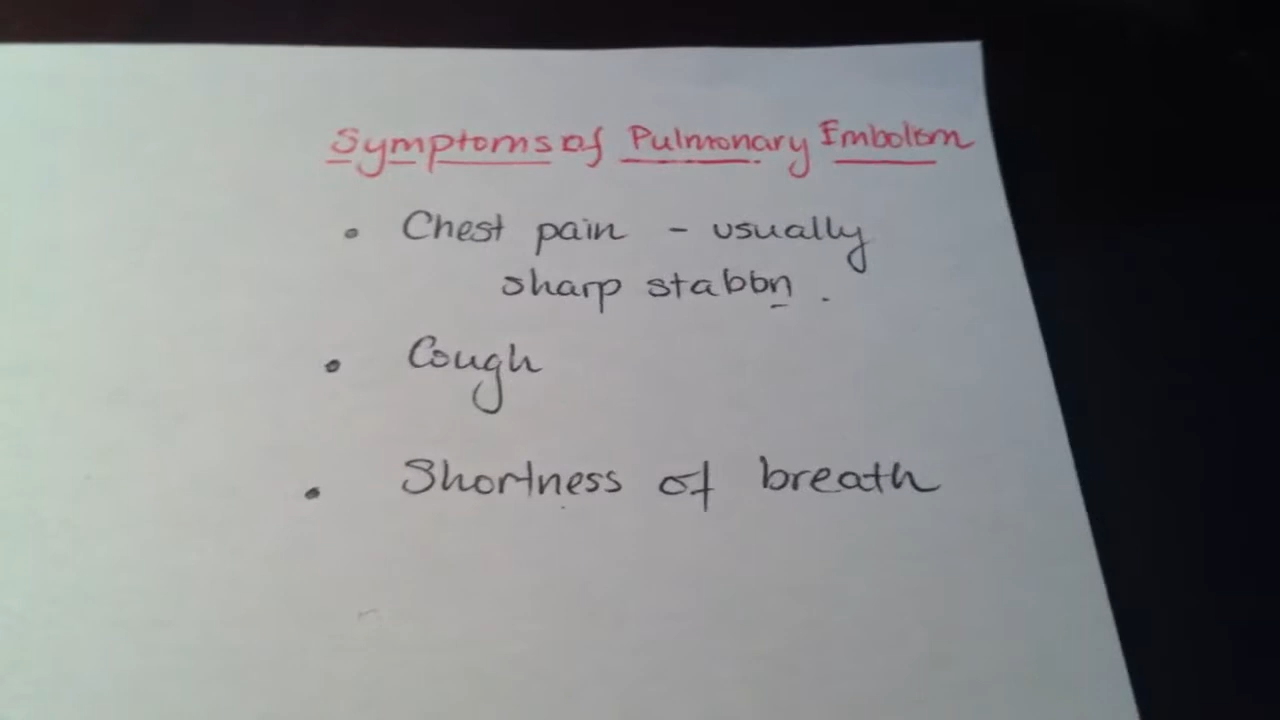 Symptoms of Pulmonary Embolism
• Chest pain - usually
sharp stabbn .
• Cough
• Shortness of breath